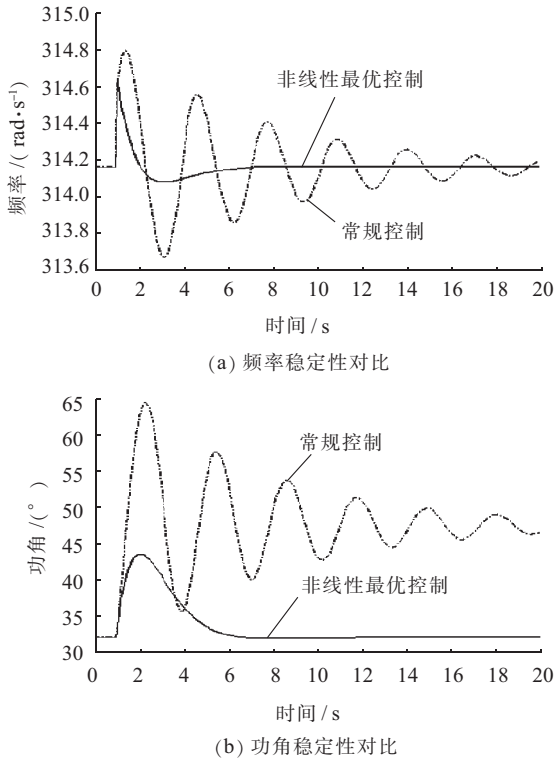 315.0
314.8
314.6
314.4
314.2
314.0
313.8
313.6
频率/(rad·s⁻¹)
非线性最优控制
常规控制
0 2 4 6 8 10 12 14 16 18 20
时间/s
(a) 频率稳定性对比
65
60
55
50
45
40
35
30
功角/(°)
常规控制
非线性最优控制
0 2 4 6 8 10 12 14 16 18 20
时间/s
(b) 功角稳定性对比